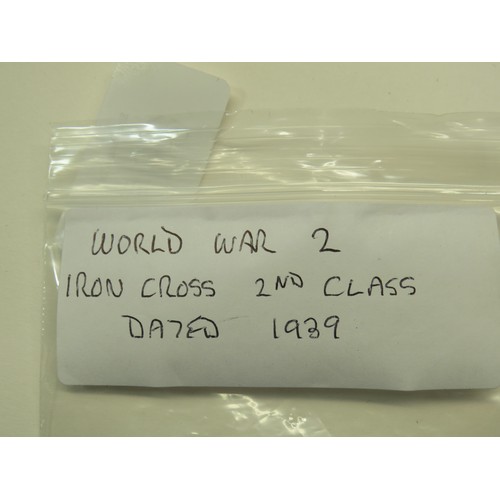 WORLD WAR 2
IRON CROSS 2ND CLASS
DATED 1939